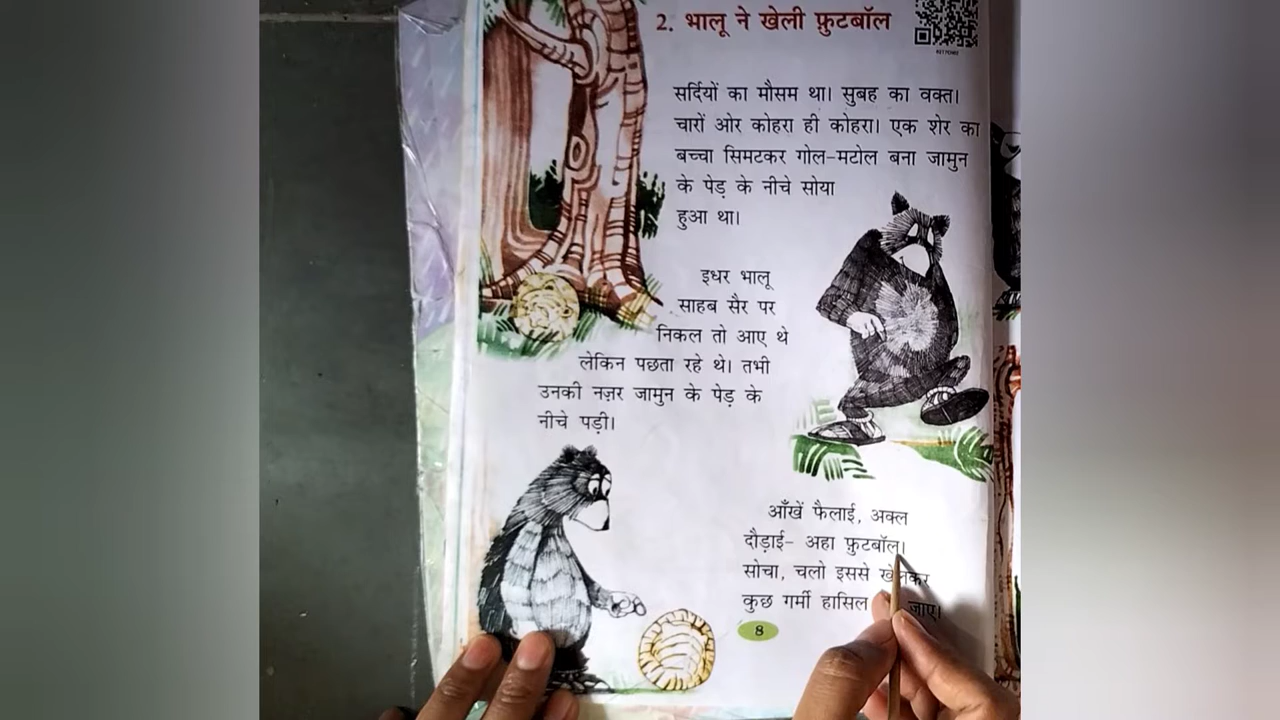 2. भालू ने खेली फ़ुटबॉल
सर्दियों का मौसम था। सुबह का वक्त।
चारों ओर कोहरा ही कोहरा। एक शेर का
बच्चा सिमटकर गोल-मटोल बना जामुन
के पेड़ के नीचे सोया
हुआ था।
इधर भालू
साहब सैर पर
निकल तो आए थे
लेकिन पछता रहे थे। तभी
उनकी नज़र जामुन के पेड़ के
नीचे पड़ी।
आँखें फैलाई, अक्ल
दौड़ाई- अहा फ़ुटबॉल।
सोचा, चलो इससे खेलकर
कुछ गर्मी हासिल जाए।
8